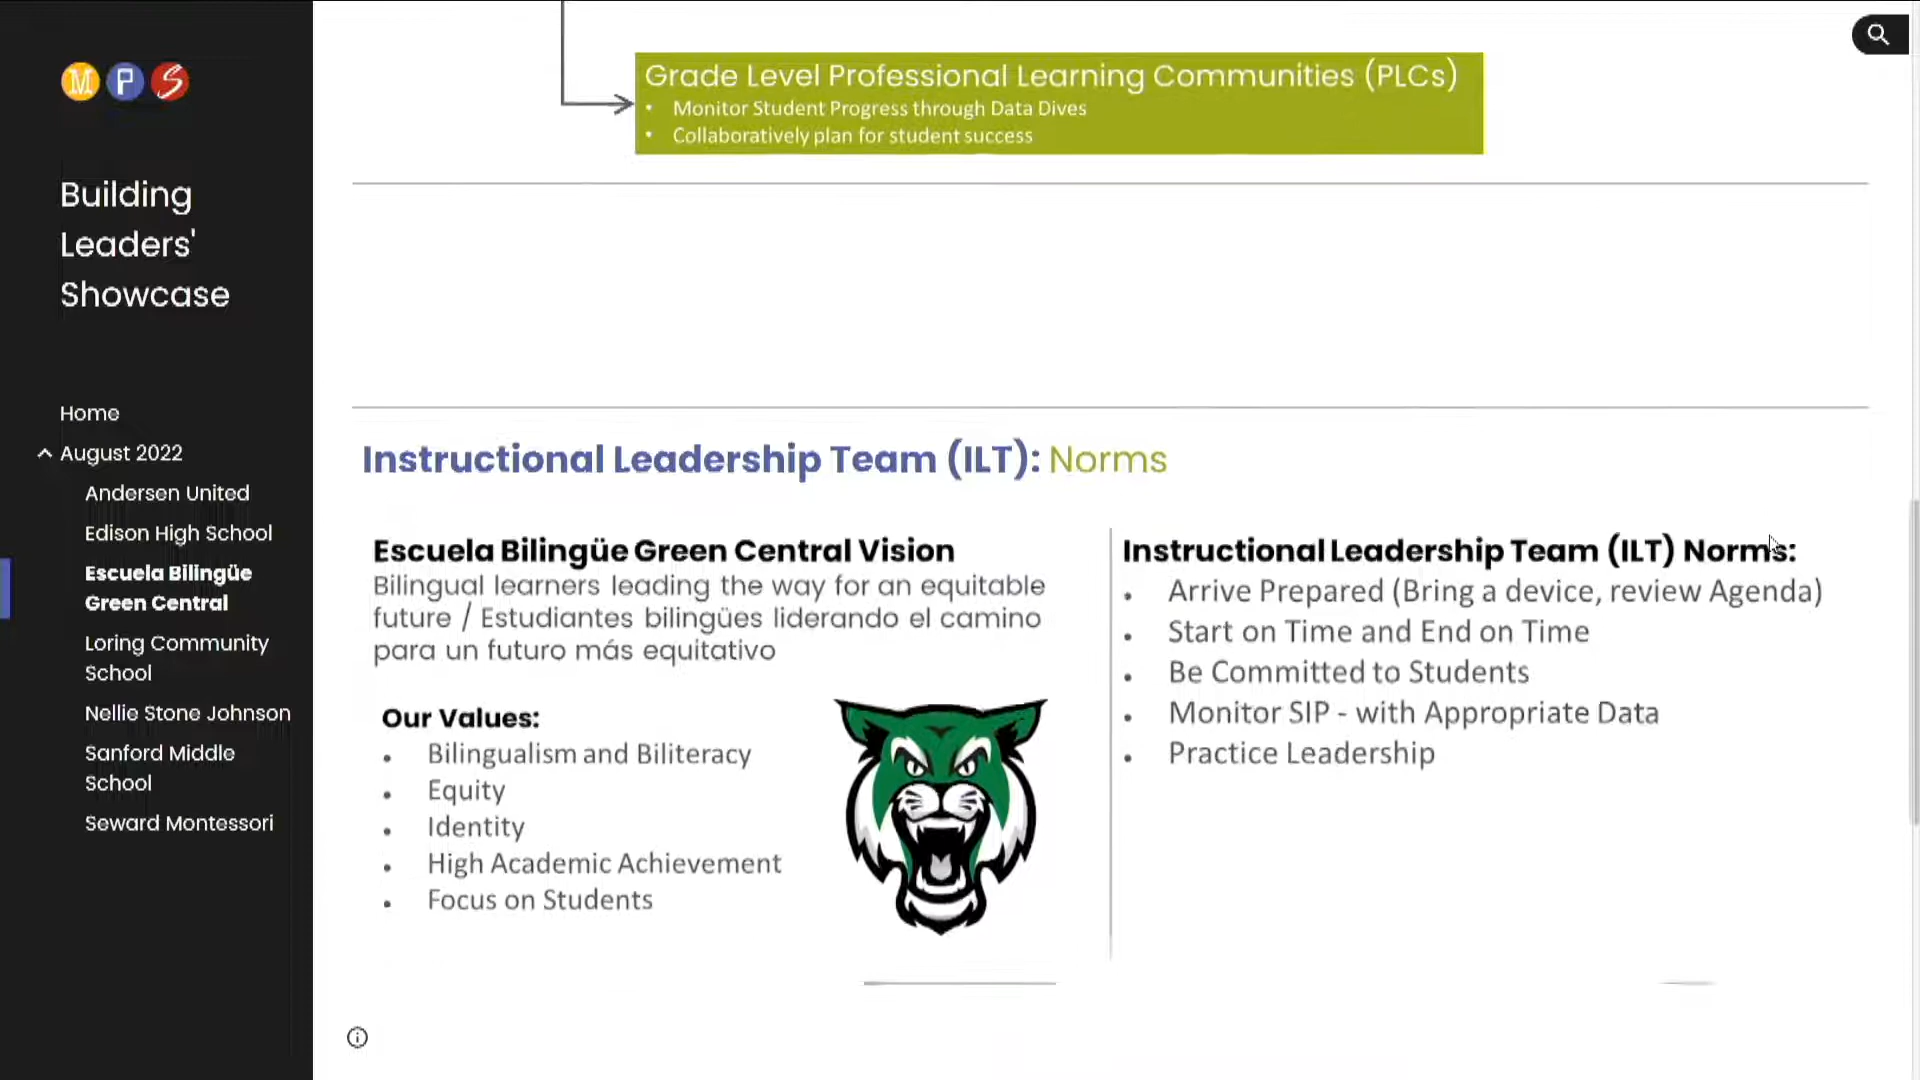 M P S
Building
Leaders'
Showcase
Home
August 2022
Andersen United
Edison High School
Escuela Bilingüe
Green Central
Loring Community
School
Nellie Stone Johnson
Sanford Middle
School
Seward Montessori
Grade Level Professional Learning Communities (PLCs)
• Monitor Student Progress through Data Dives
• Collaboratively plan for student success
Instructional Leadership Team (ILT): Norms
Escuela Bilingüe Green Central Vision
Bilingual learners leading the way for an equitable
future / Estudiantes bilingües liderando el camino
para un futuro más equitativo
Our Values:
• Bilingualism and Biliteracy
• Equity
• Identity
• High Academic Achievement
• Focus on Students
Instructional Leadership Team (ILT) Norms:
• Arrive Prepared (Bring a device, review Agenda)
• Start on Time and End on Time
• Be Committed to Students
• Monitor SIP - with Appropriate Data
• Practice Leadership